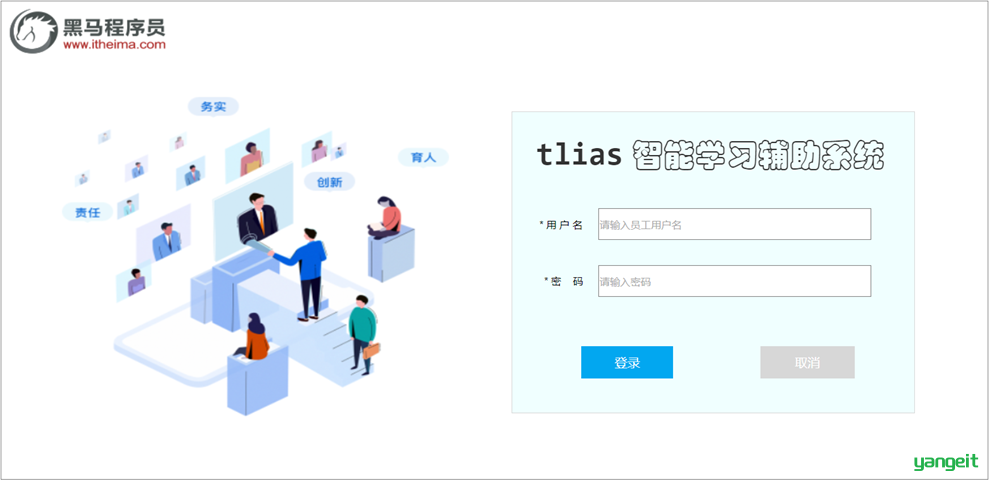 黑马程序员
www.itheima.com
务实
育人
创新
责任
tlias 智能学习辅助系统
* 用 户 名 请输入员工用户名
* 密 码 请输入密码
登录 取消
yangeit